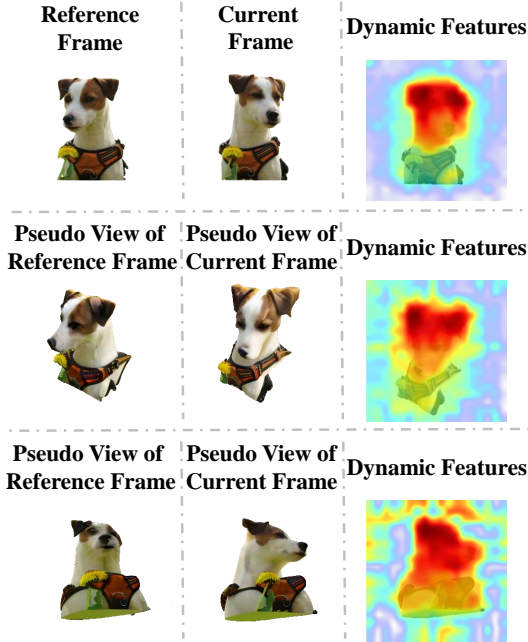 Reference
Frame
Current
Frame
Dynamic Features
Pseudo View of
Reference Frame
Pseudo View of
Current Frame
Dynamic Features
Pseudo View of
Reference Frame
Pseudo View of
Current Frame
Dynamic Features